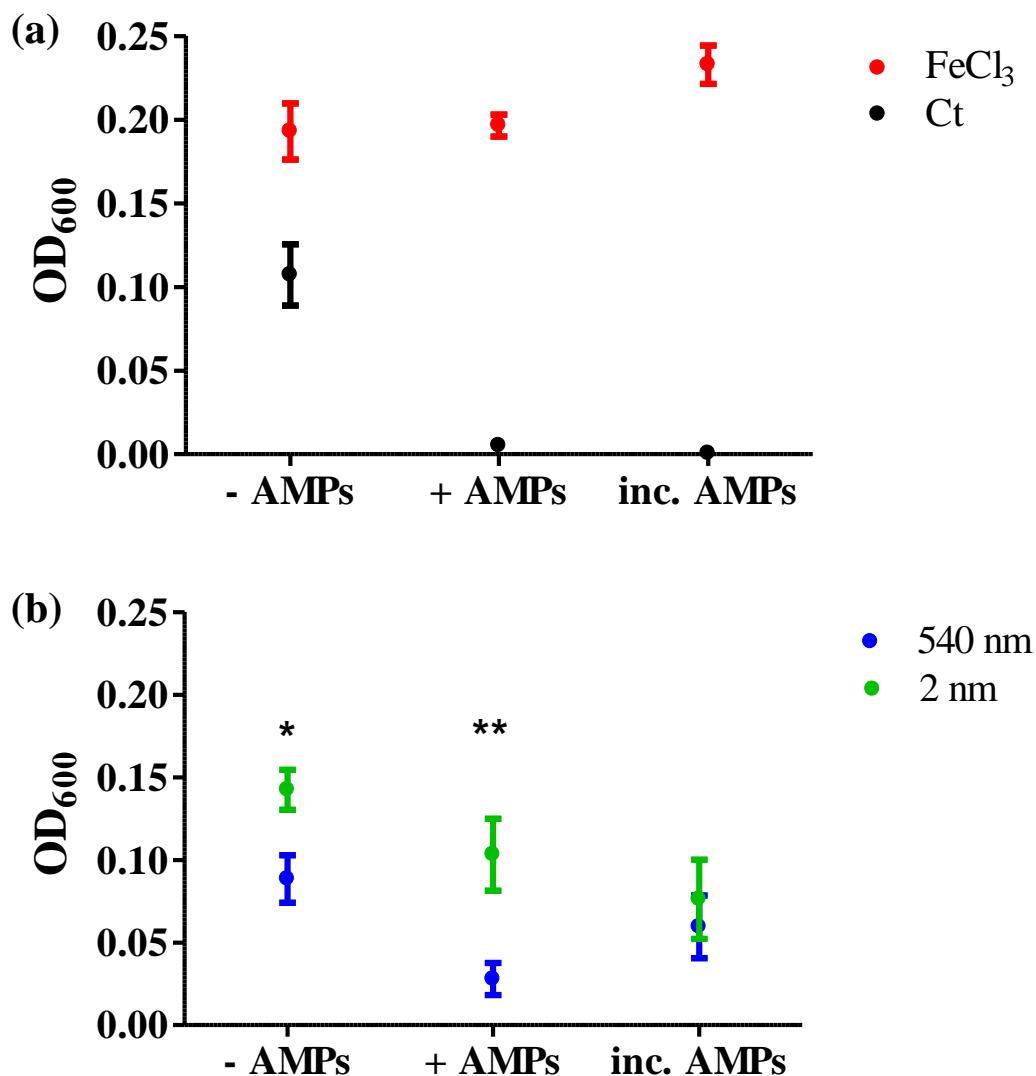 (a)
0.25
0.20
0.15
0.10
0.05
0.00
OD600
- AMPs + AMPs inc. AMPs
FeCl3
Ct
(b)
0.25
0.20
0.15
0.10
0.05
0.00
OD600
* **
- AMPs + AMPs inc. AMPs
540 nm
2 nm